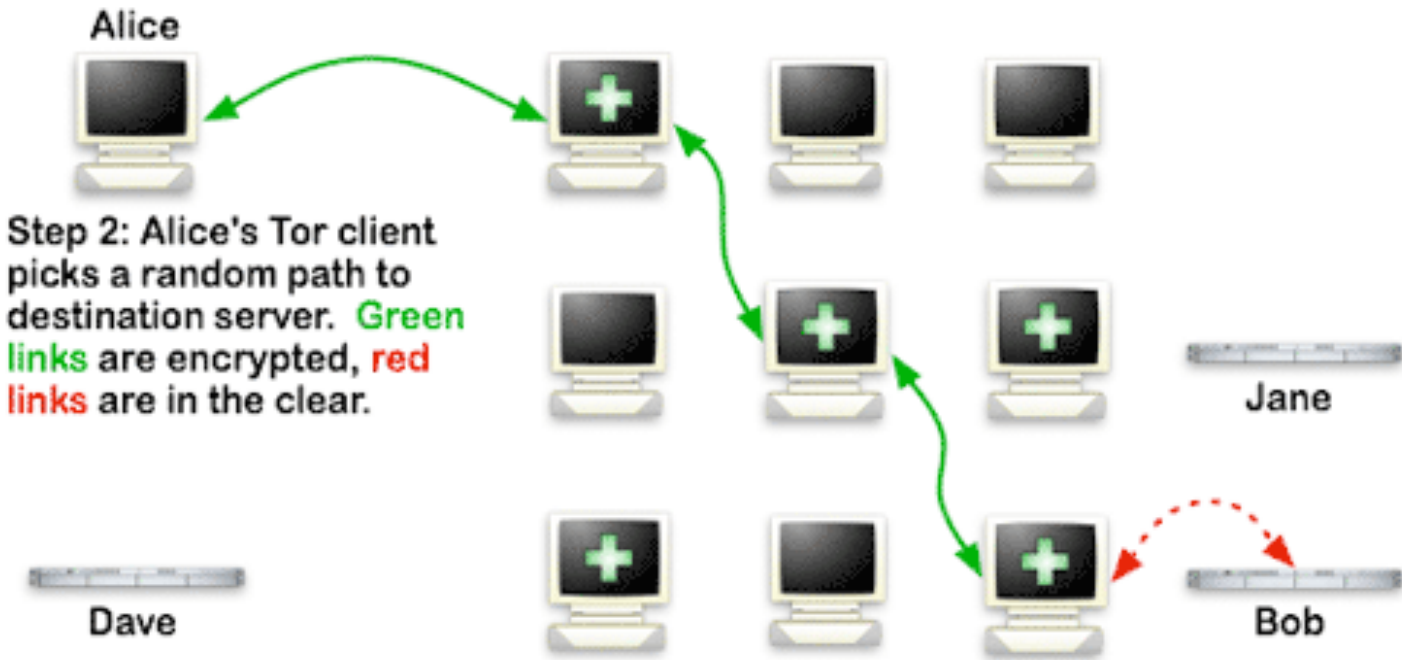 Alice
Step 2: Alice's Tor client
picks a random path to
destination server. Green
links are encrypted, red
links are in the clear.
Jane
Dave
Bob